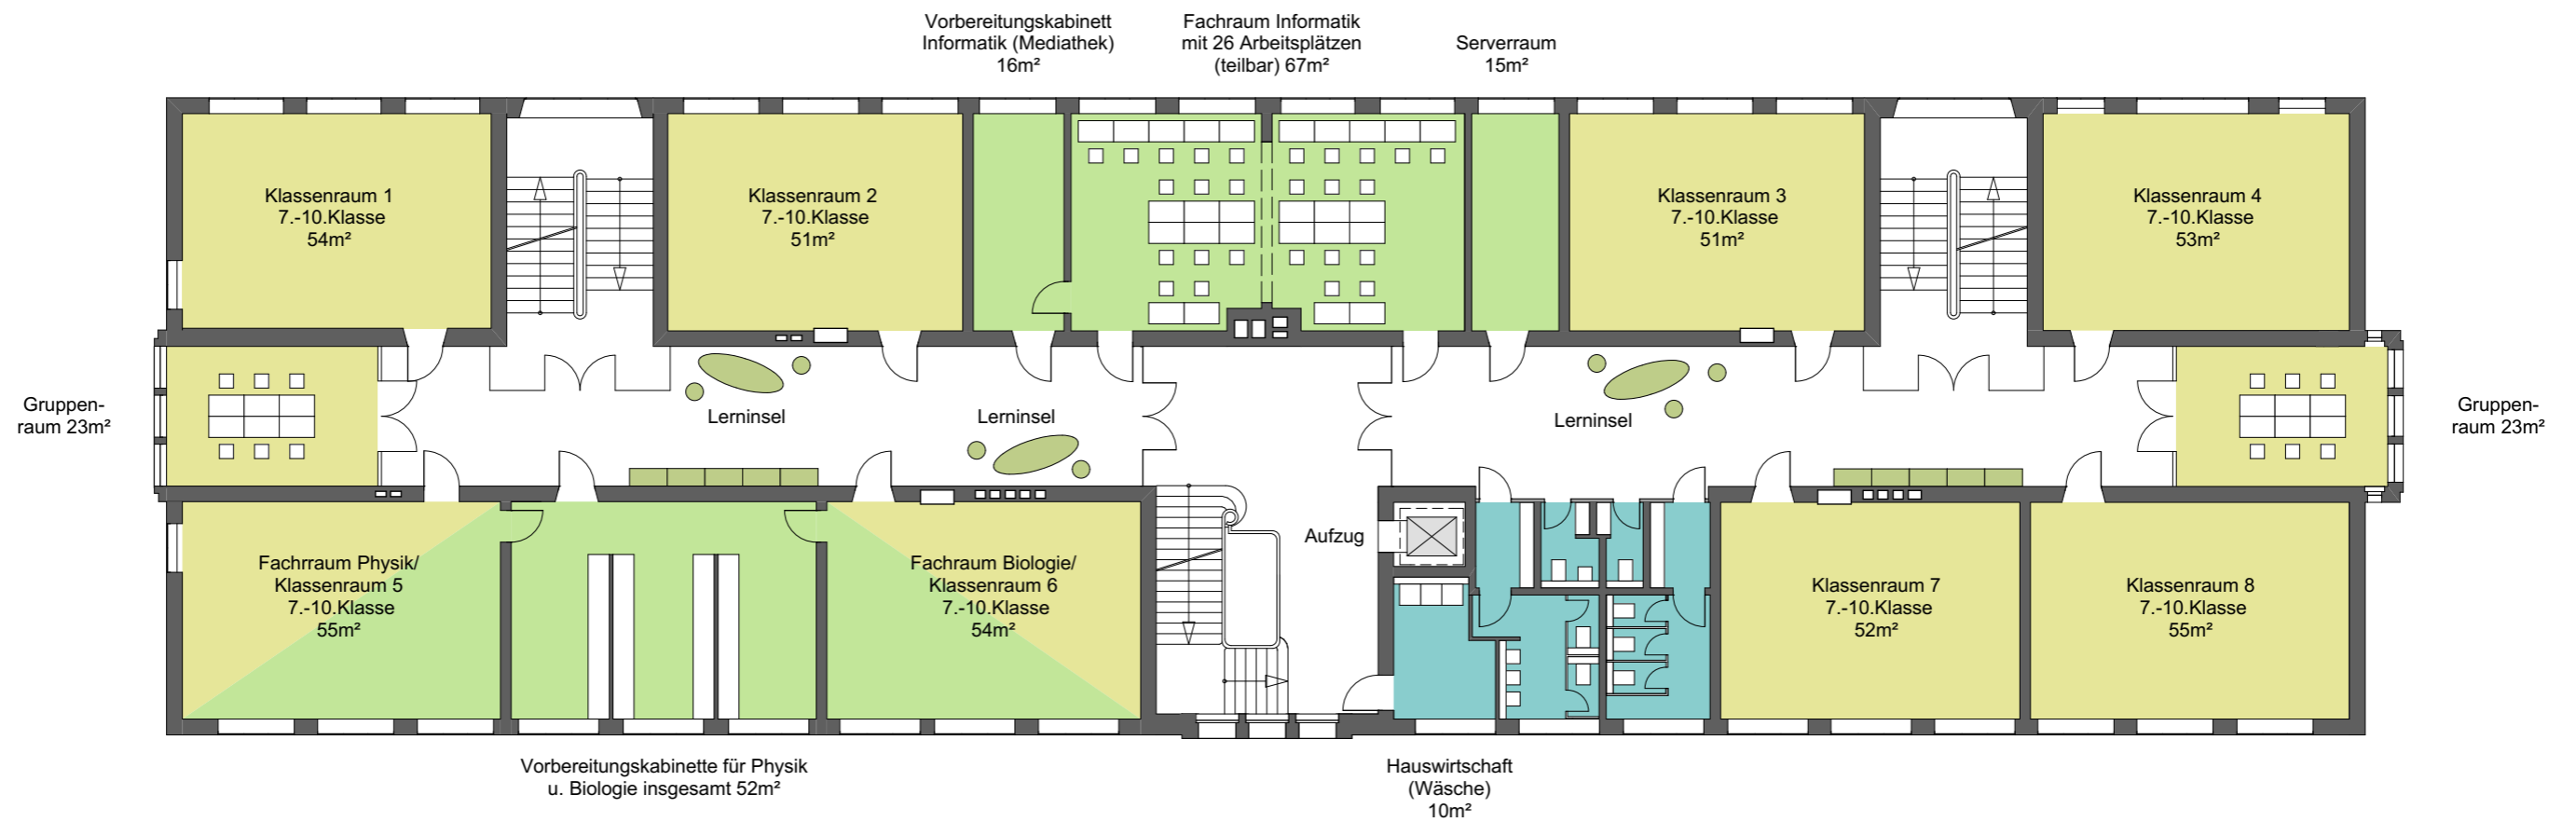 Vorbereitungskabinett
Informatik (Mediathek)
16m²
Fachraum Informatik
mit 26 Arbeitsplätzen
(teilbar) 67m²
Serverraum
15m²
Klassenraum 1
7.-10.Klasse
54m²
Klassenraum 2
7.-10.Klasse
51m²
Klassenraum 3
7.-10.Klasse
51m²
Klassenraum 4
7.-10.Klasse
53m²
Gruppen-
raum 23m²
Lerninsel
Lerninsel
Lerninsel
Gruppen-
raum 23m²
Fachrraum Physik/
Klassenraum 5
7.-10.Klasse
55m²
Fachraum Biologie/
Klassenraum 6
7.-10.Klasse
54m²
Aufzug
Klassenraum 7
7.-10.Klasse
52m²
Klassenraum 8
7.-10.Klasse
55m²
Vorbereitungskabinette für Physik
u. Biologie insgesamt 52m²
Hauswirtschaft
(Wäsche)
10m²